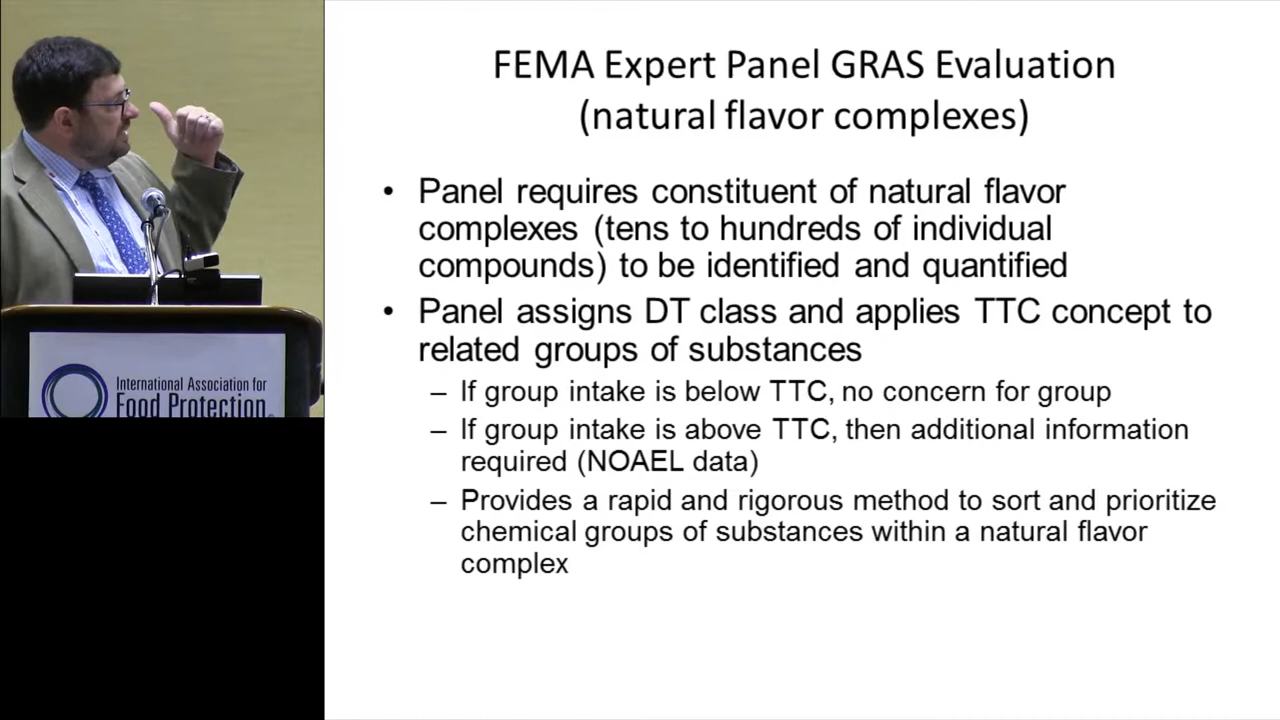 FEMA Expert Panel GRAS Evaluation
(natural flavor complexes)
• Panel requires constituent of natural flavor
complexes (tens to hundreds of individual
compounds) to be identified and quantified
• Panel assigns DT class and applies TTC concept to
related groups of substances
– If group intake is below TTC, no concern for group
– If group intake is above TTC, then additional information
required (NOAEL data)
– Provides a rapid and rigorous method to sort and prioritize
chemical groups of substances within a natural flavor
complex
International Association for
Food Protection